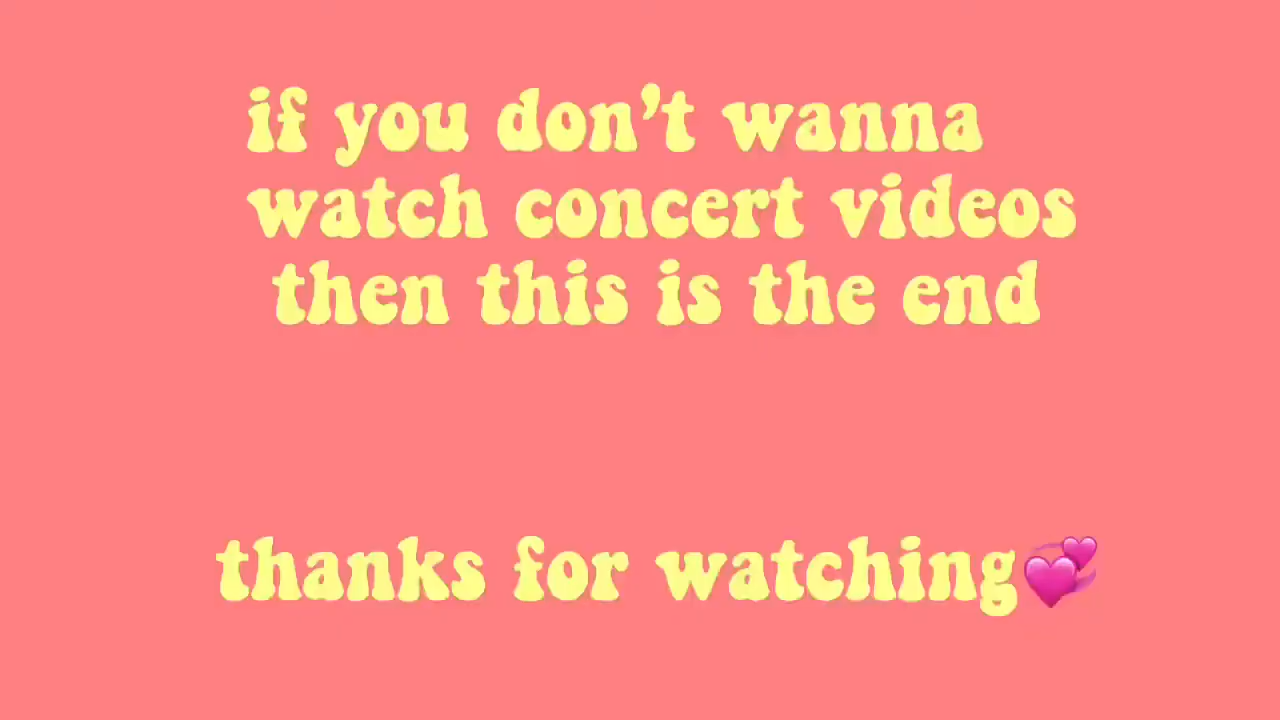 if you don't wanna
watch concert videos
then this is the end
thanks for watching💞